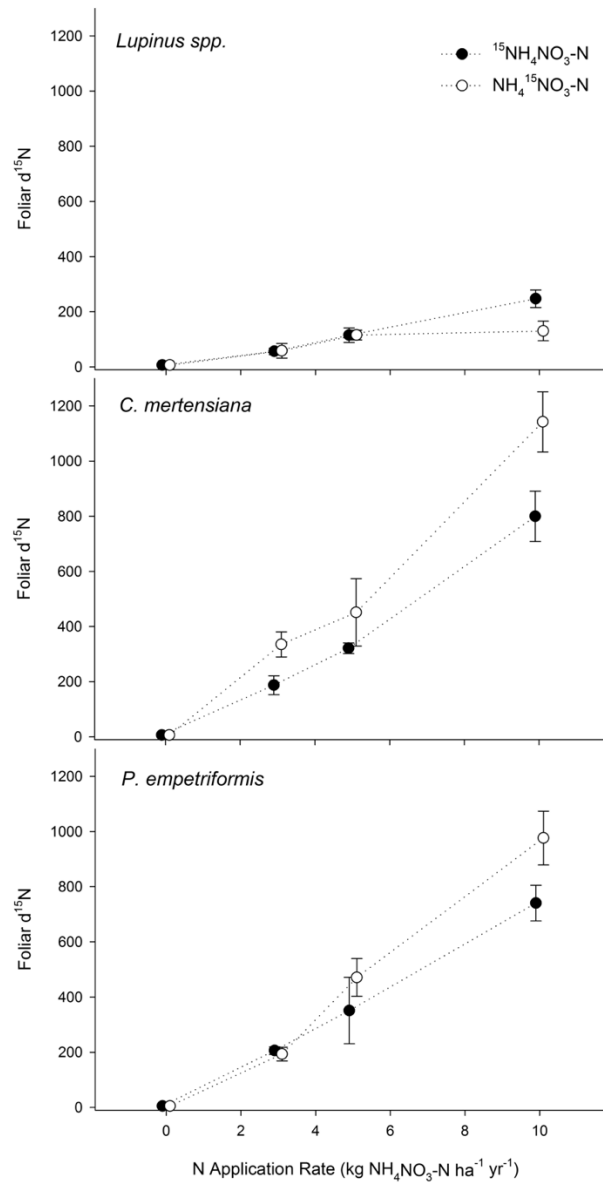 Lupinus spp.
¹⁵NH₄NO₃-N
NH₄¹⁵NO₃-N
1200
1000
800
600
400
200
0
Foliar d¹⁵N
C. mertensiana
1200
1000
800
600
400
200
0
Foliar d¹⁵N
P. empetriformis
1200
1000
800
600
400
200
0
Foliar d¹⁵N
0 2 4 6 8 10
N Application Rate (kg NH₄NO₃-N ha⁻¹ yr⁻¹)